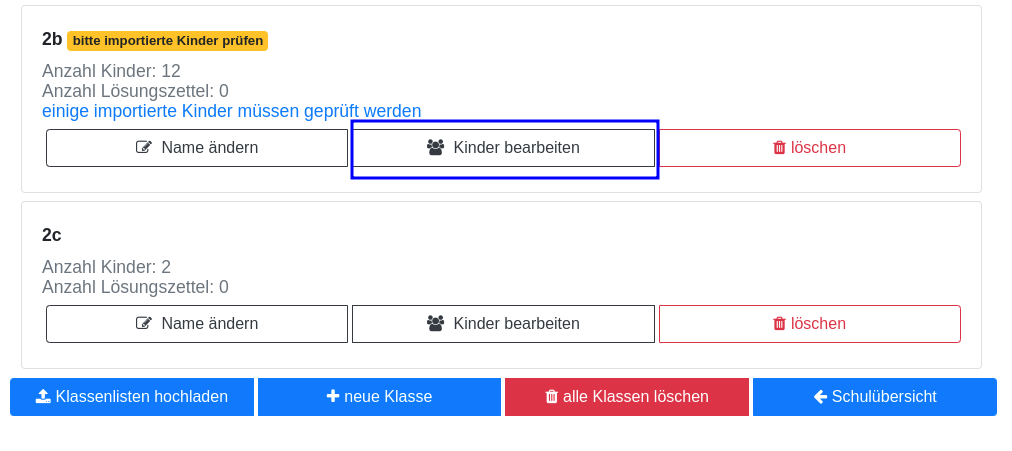 2b bitte importierte Kinder prüfen
Anzahl Kinder: 12
Anzahl Lösungszettel: 0
einige importierte Kinder müssen geprüft werden
Name ändern Kinder bearbeiten löschen
2c
Anzahl Kinder: 2
Anzahl Lösungszettel: 0
Name ändern Kinder bearbeiten löschen
Klassenlisten hochladen neue Klasse alle Klassen löschen Schulübersicht